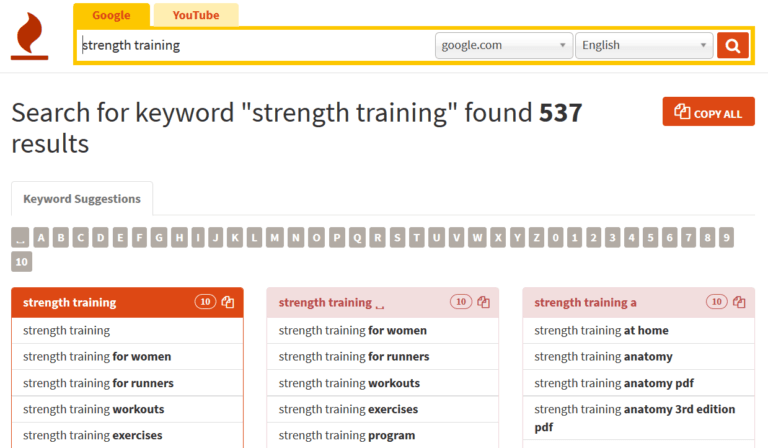 Google YouTube
strength training google.com English
Search for keyword "strength training" found 537
results
COPY ALL
Keyword Suggestions
␣ A B C D E F G H I J K L M N O P Q R S T U V W X Y Z 0 1 2 3 4 5 6 7 8 9
10
strength training 10
strength training
strength training for women
strength training for runners
strength training workouts
strength training exercises
strength training ␣ 10
strength training for women
strength training for runners
strength training workouts
strength training exercises
strength training program
strength training a 10
strength training at home
strength training anatomy
strength training anatomy pdf
strength training anatomy 3rd edition
pdf